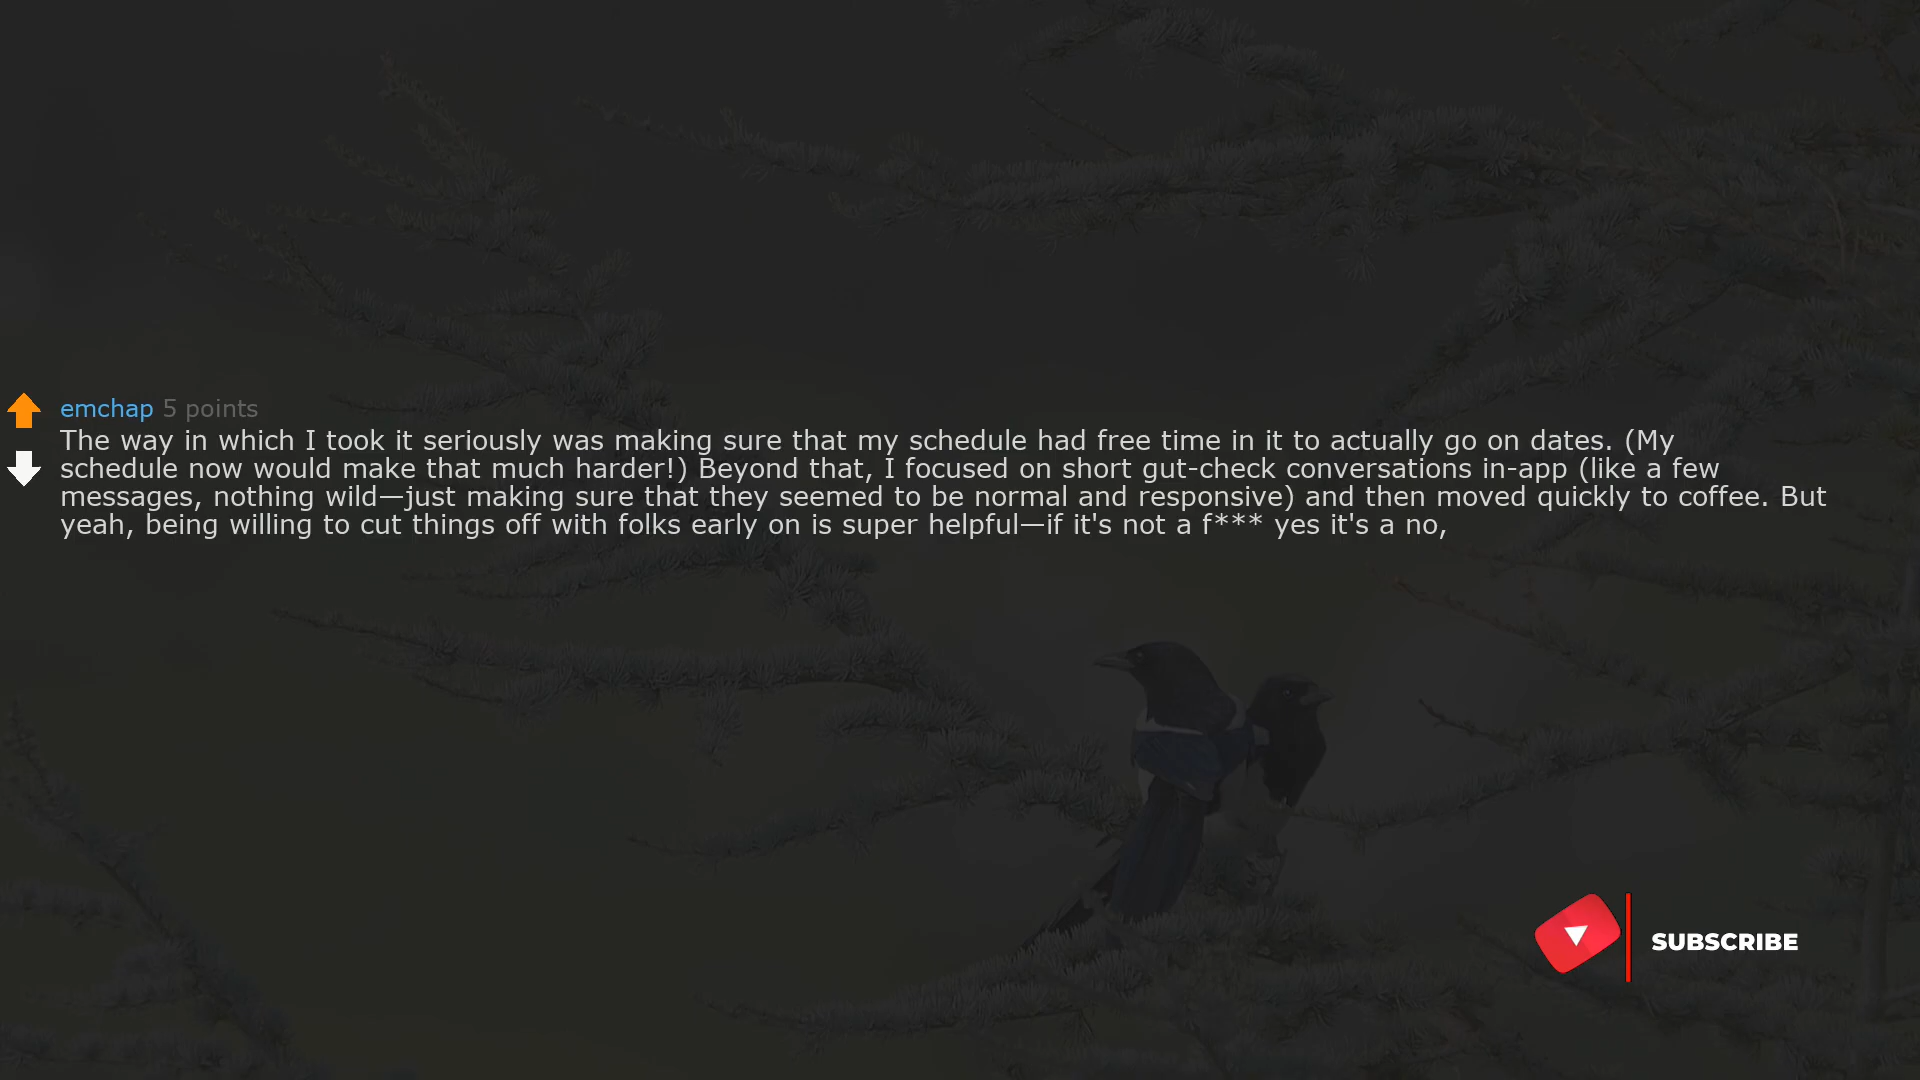 emchap 5 points
The way in which I took it seriously was making sure that my schedule had free time in it to actually go on dates. (My
schedule now would make that much harder!) Beyond that, I focused on short gut-check conversations in-app (like a few
messages, nothing wild—just making sure that they seemed to be normal and responsive) and then moved quickly to coffee. But
yeah, being willing to cut things off with folks early on is super helpful—if it's not a f*** yes it's a no,
SUBSCRIBE